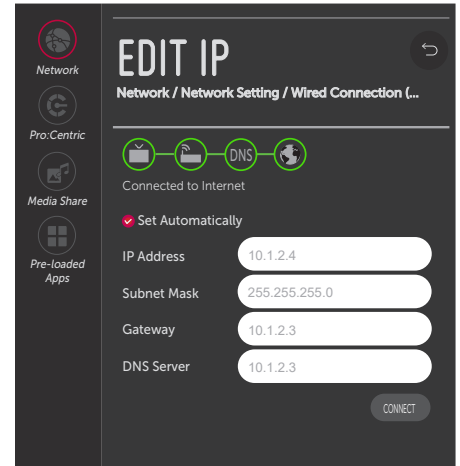 EDIT IP
Network / Network Setting / Wired Connection (...
Network
Pro:Centric
Media Share
Pre-loaded
Apps
DNS
Connected to Internet
Set Automatically
IP Address 10.1.2.4
Subnet Mask 255.255.255.0
Gateway 10.1.2.3
DNS Server 10.1.2.3
CONNECT